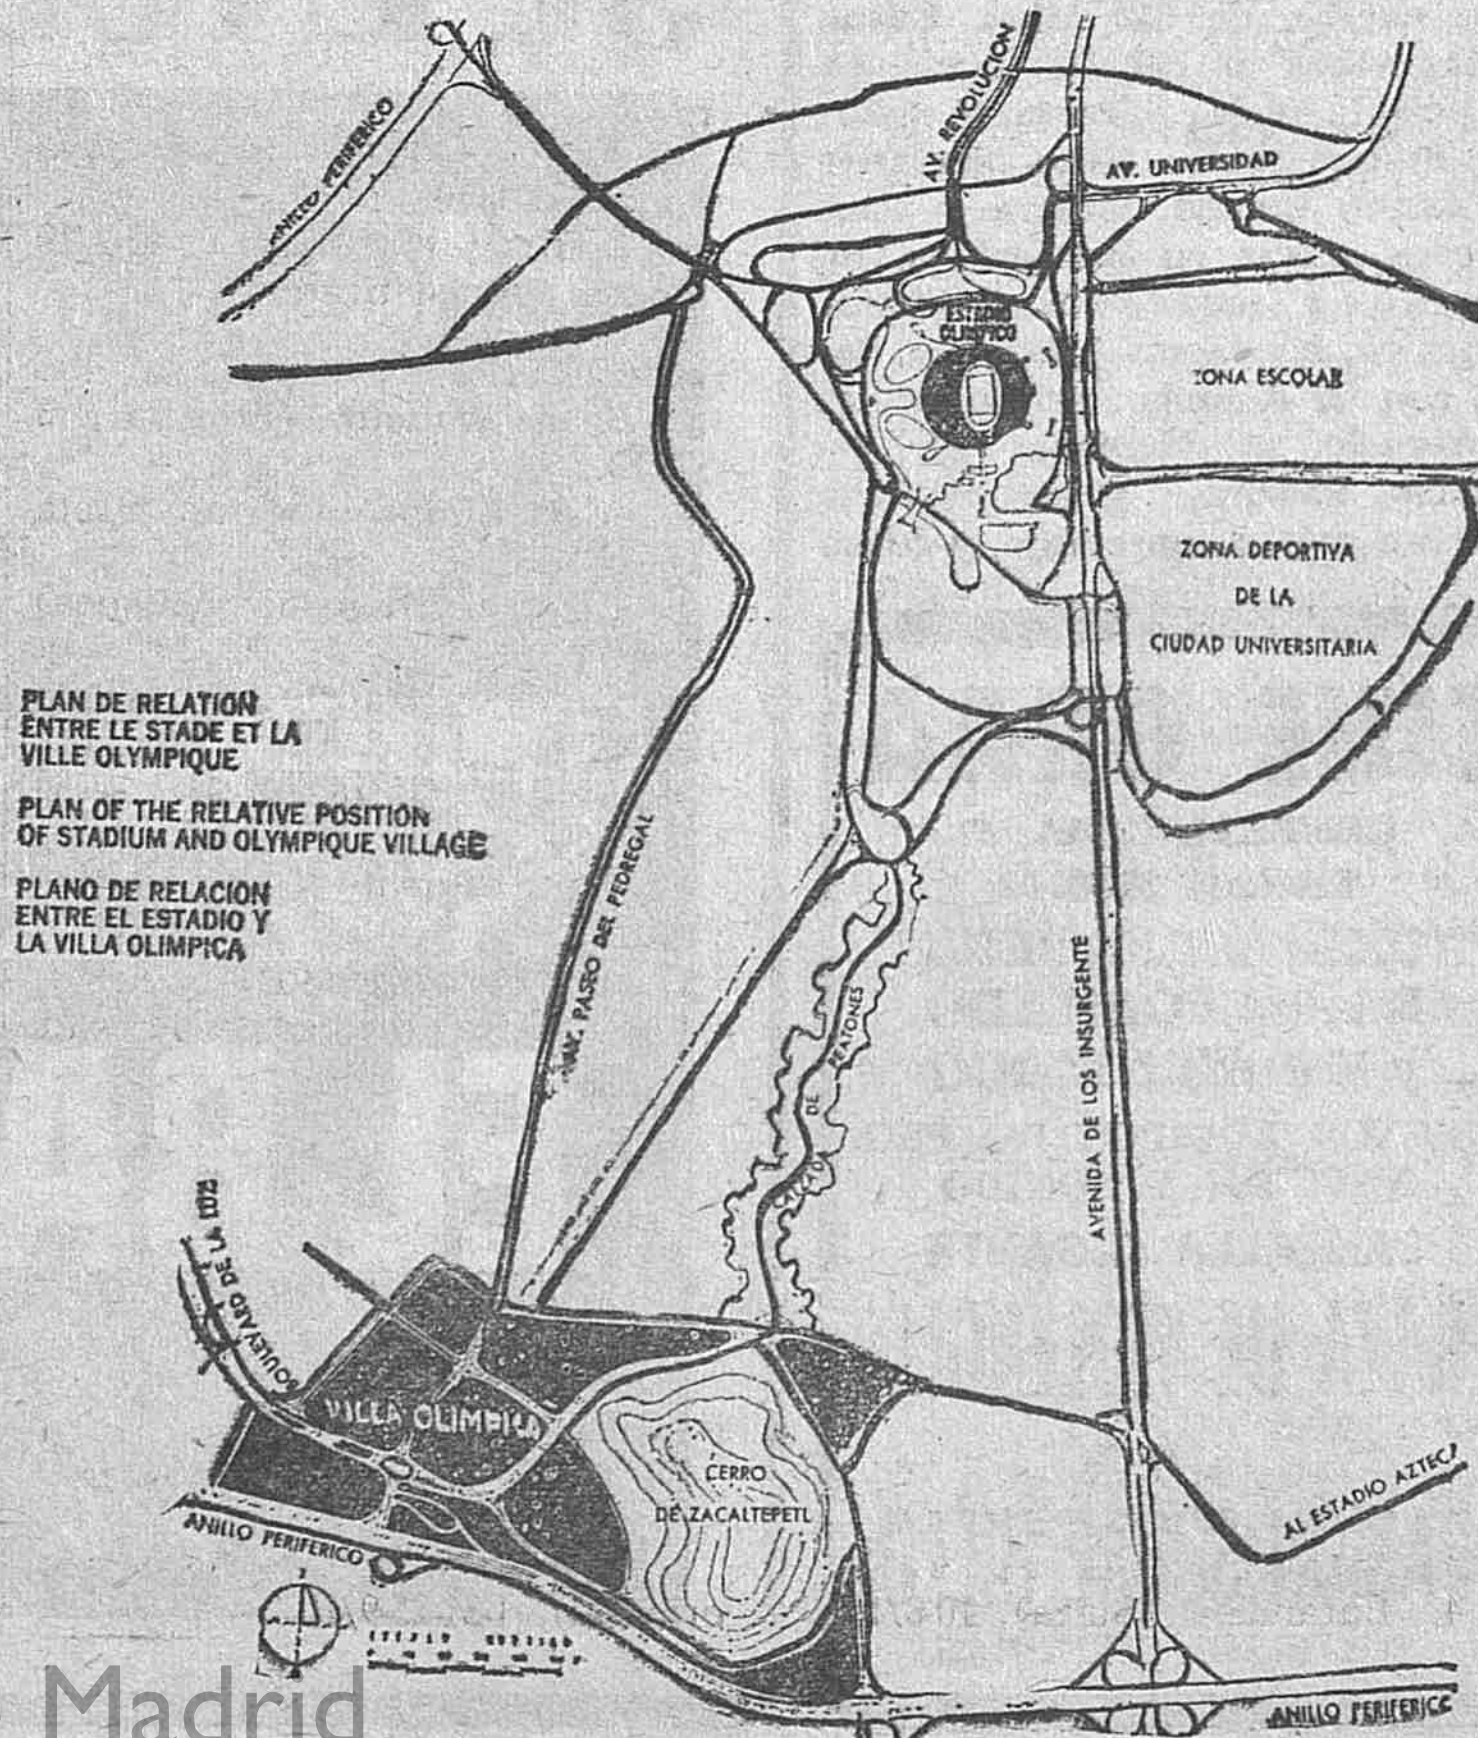 ANILLO PERIFERICO
AV. REVOLUCION
AV. UNIVERSIDAD
ESTADIO
OLIMPICO
ZONA ESCOLAR
ZONA DEPORTIVA
DE LA
CIUDAD UNIVERSITARIA
PLAN DE RELATION
ENTRE LE STADE ET LA
VILLE OLYMPIQUE
PLAN OF THE RELATIVE POSITION
OF STADIUM AND OLYMPIQUE VILLAGE
PLANO DE RELACION
ENTRE EL ESTADIO Y
LA VILLA OLIMPICA
PASEO DEL PEDREGAL
DE PEATONES
AVENIDA DE LOS INSURGENTE
BOULEVARD DE LA LUZ
VILLA OLIMPICA
CERRO
DE ZACALTEPETL
AL ESTADIO AZTECA
ANILLO PERIFERICO
ANILLO PERIFERICO
Madrid